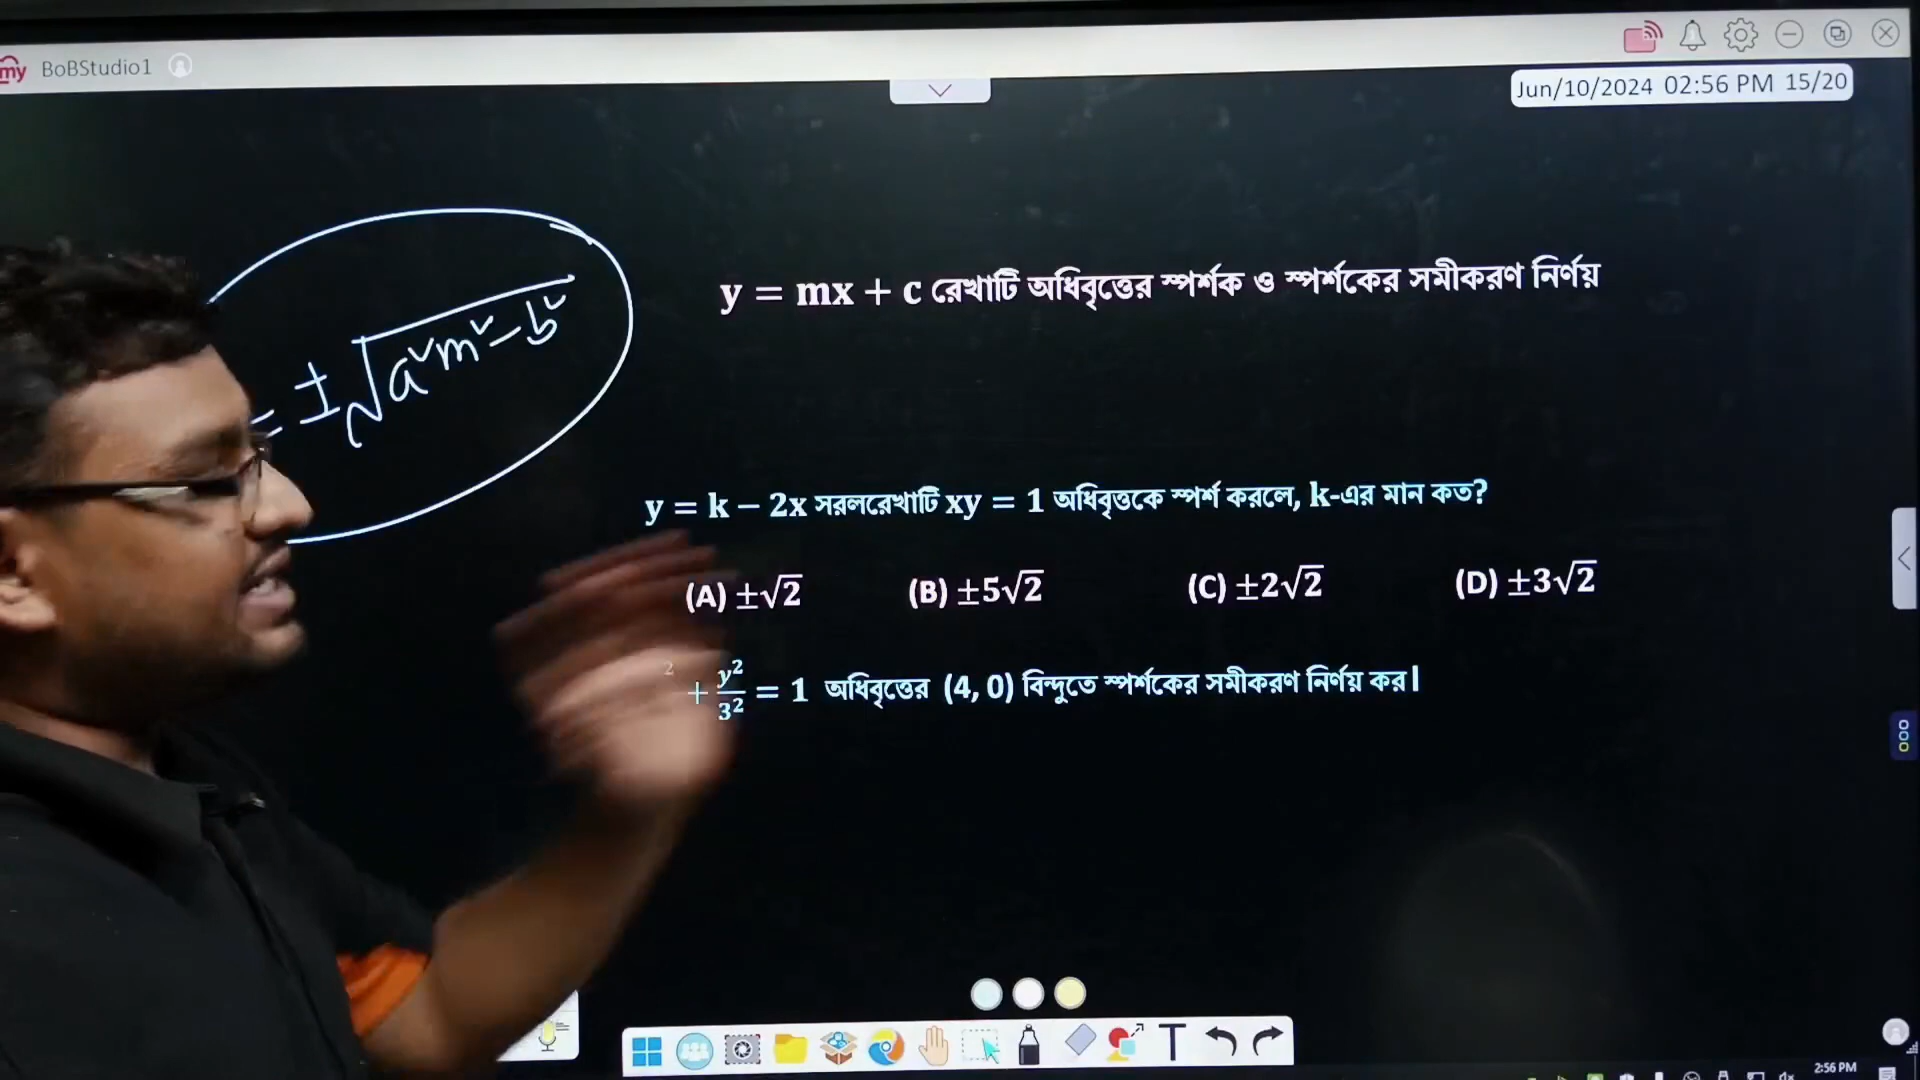 my BoBStudio1
Jun/10/2024 02:56 PM 15/20
= ±√a²m²-b²
y = mx + c রেখাটি অধিবৃত্তের স্পর্শক ও স্পর্শকের সমীকরণ নির্ণয়
y = k − 2x সরলরেখাটি xy = 1 অধিবৃত্তকে স্পর্শ করলে, k-এর মান কত?
(A) ±√2 (B) ±5√2 (C) ±2√2 (D) ±3√2
+ y²/3² = 1 অধিবৃত্তের (4, 0) বিন্দুতে স্পর্শকের সমীকরণ নির্ণয় কর।
T
2:56 PM